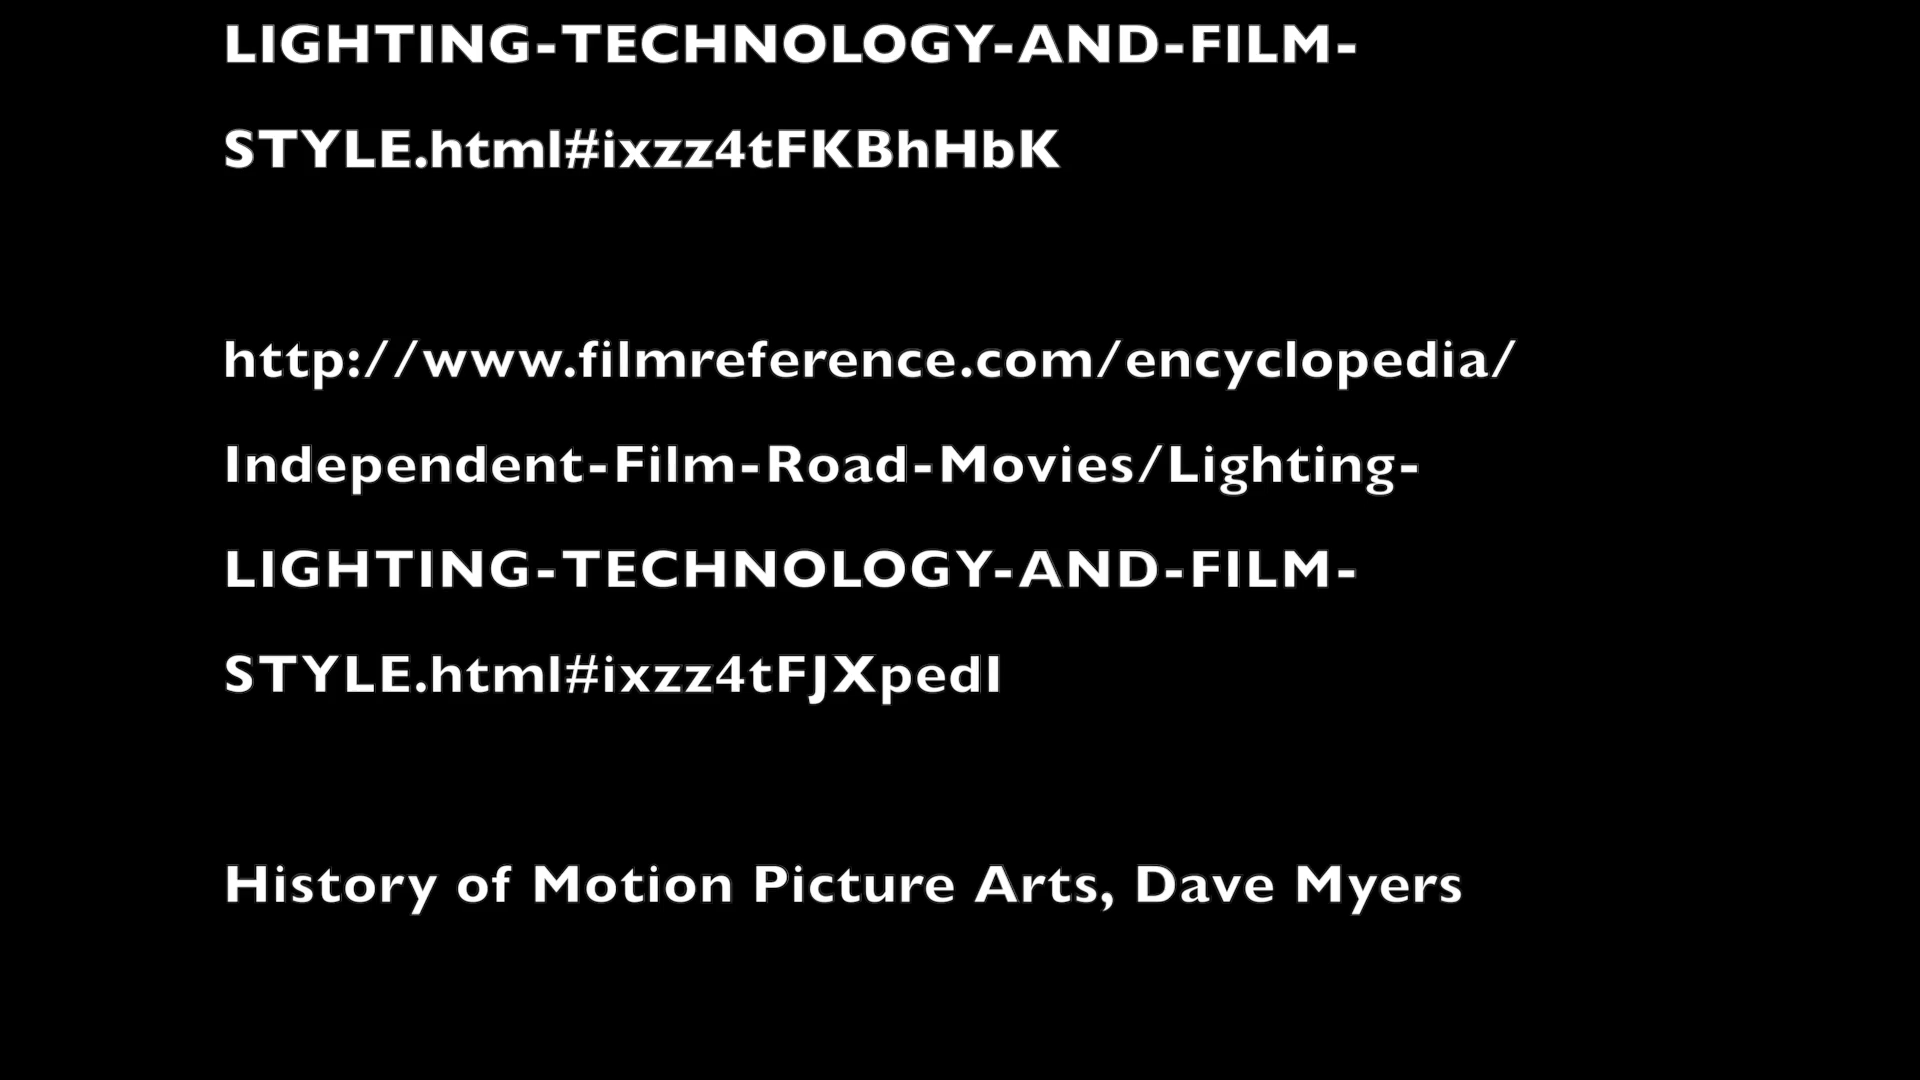 LIGHTING-TECHNOLOGY-AND-FILM-
STYLE.html#ixzz4tFKBhHbK
http://www.filmreference.com/encyclopedia/
Independent-Film-Road-Movies/Lighting-
LIGHTING-TECHNOLOGY-AND-FILM-
STYLE.html#ixzz4tFJXpedI
History of Motion Picture Arts, Dave Myers